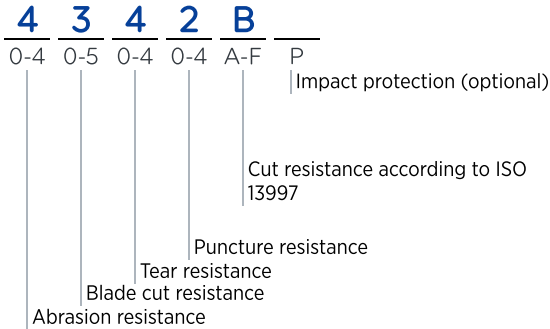 4 3 4 2 B
0-4 0-5 0-4 0-4 A-F P
Impact protection (optional)
Cut resistance according to ISO
13997
Puncture resistance
Tear resistance
Blade cut resistance
Abrasion resistance